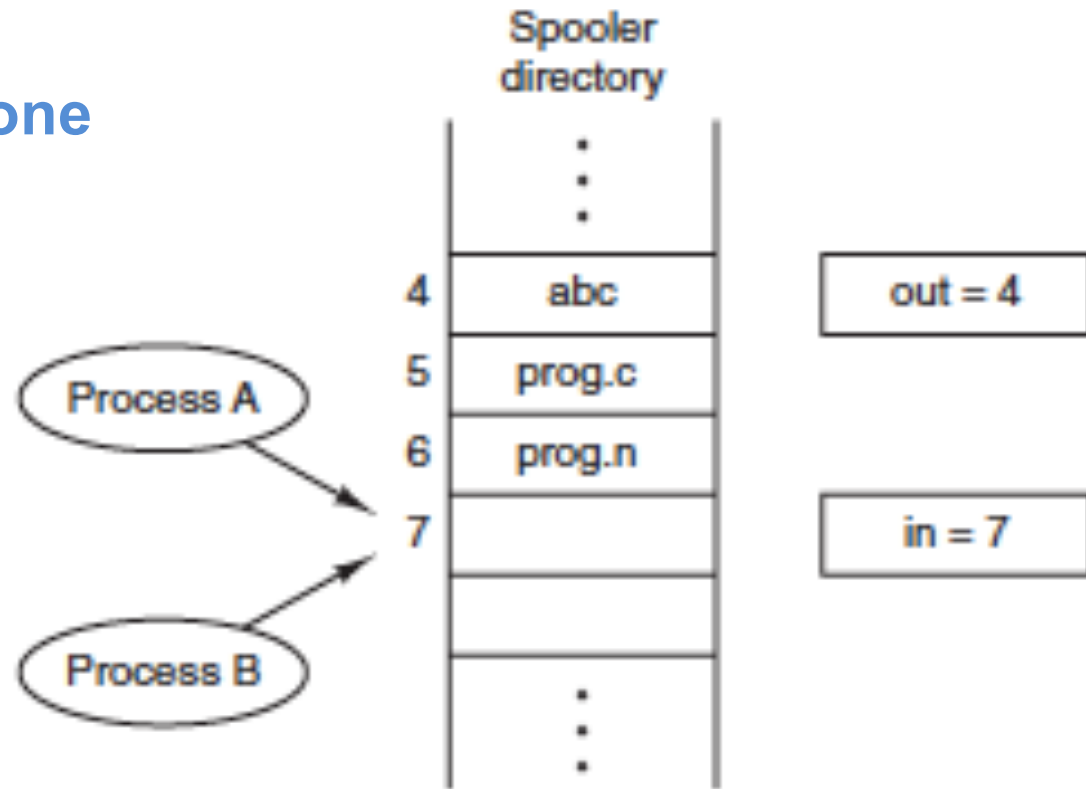 Spooler
directory
one
4 abc out = 4
5 prog.c
Process A
6 prog.n
7 in = 7
Process B